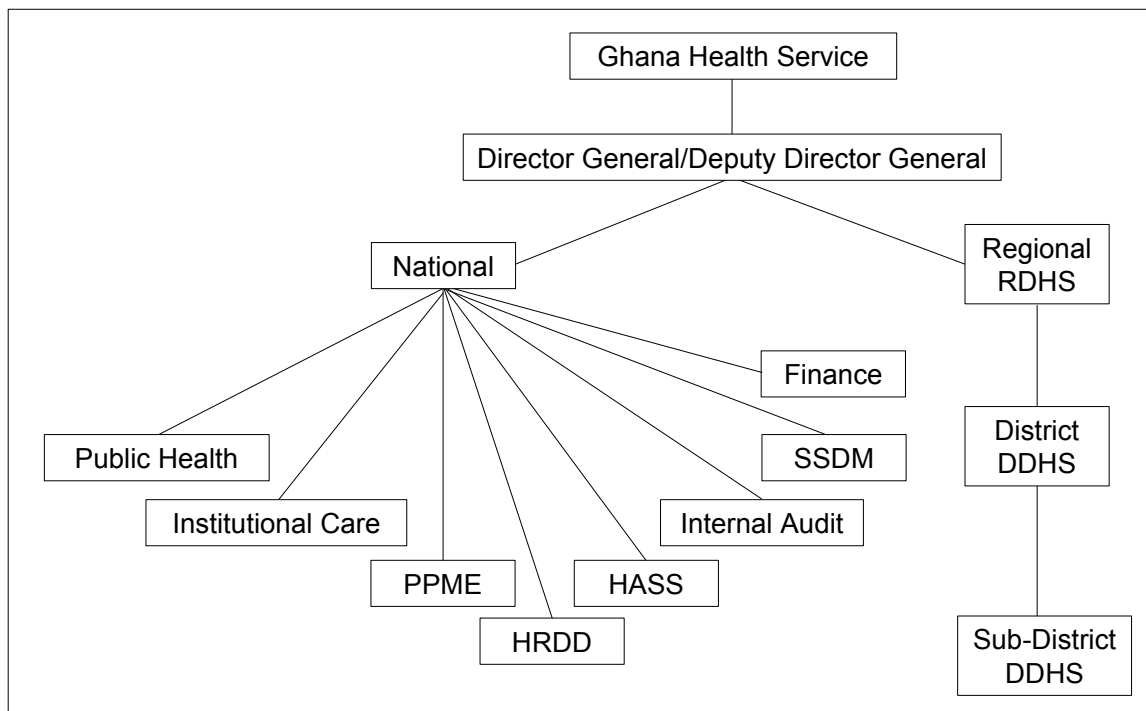 Ghana Health Service
Director General/Deputy Director General
National
Regional
RDHS
Finance
Public Health
SSDM
District
DDHS
Institutional Care
Internal Audit
PPME
HASS
HRDD
Sub-District
DDHS